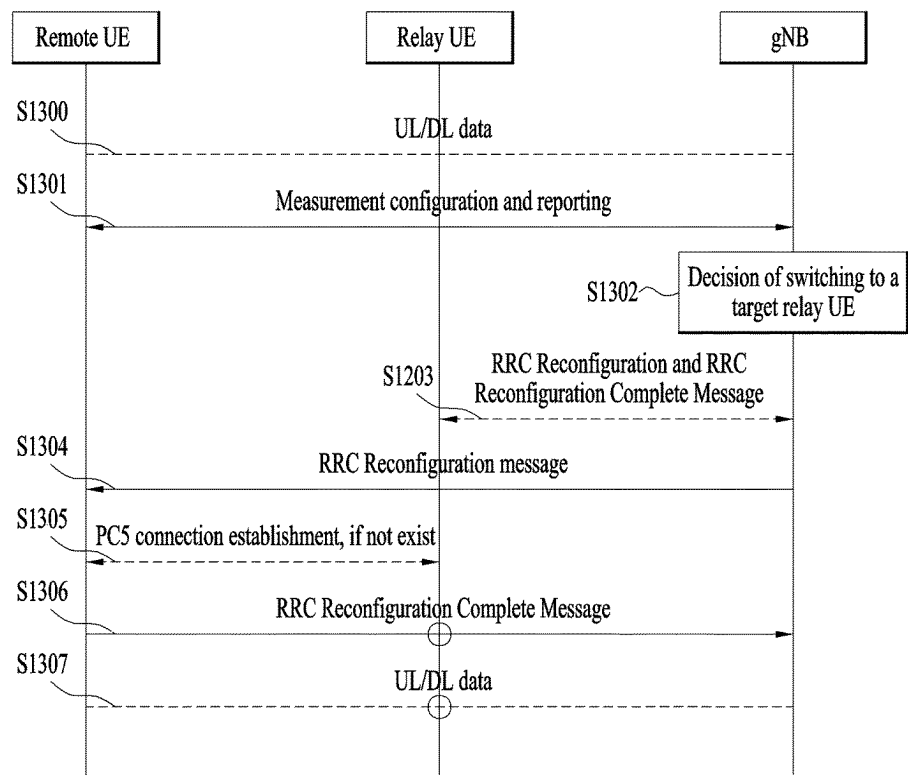 Remote UE
Relay UE
gNB
S1300
UL/DL data
S1301
Measurement configuration and reporting
S1302
Decision of switching to a
target relay UE
S1203
RRC Reconfiguration and RRC
Reconfiguration Complete Message
S1304
RRC Reconfiguration message
S1305
PC5 connection establishment, if not exist
S1306
RRC Reconfiguration Complete Message
S1307
UL/DL data